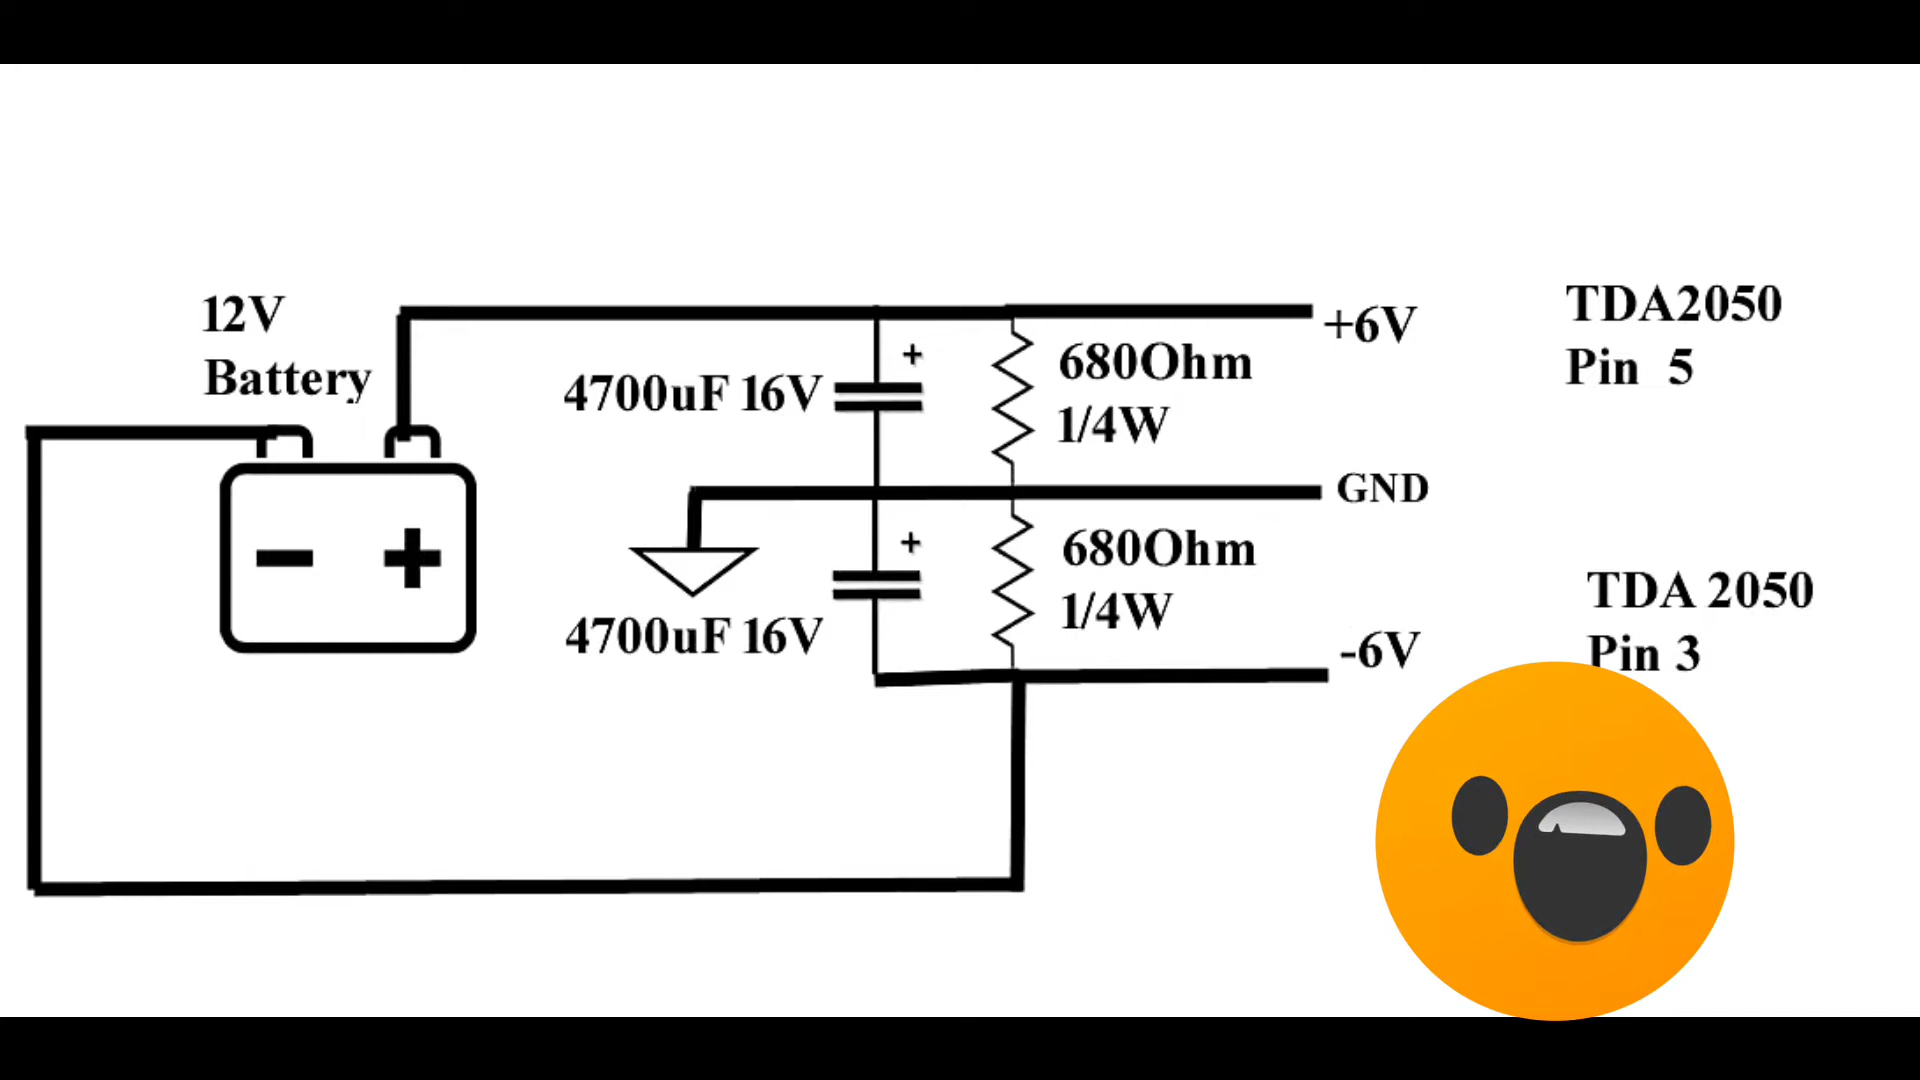 12V
Battery
4700uF 16V
+
680Ohm
1/4W
+6V
TDA2050
Pin 5
GND
- +
+
4700uF 16V
680Ohm
1/4W
-6V
TDA 2050
Pin 3